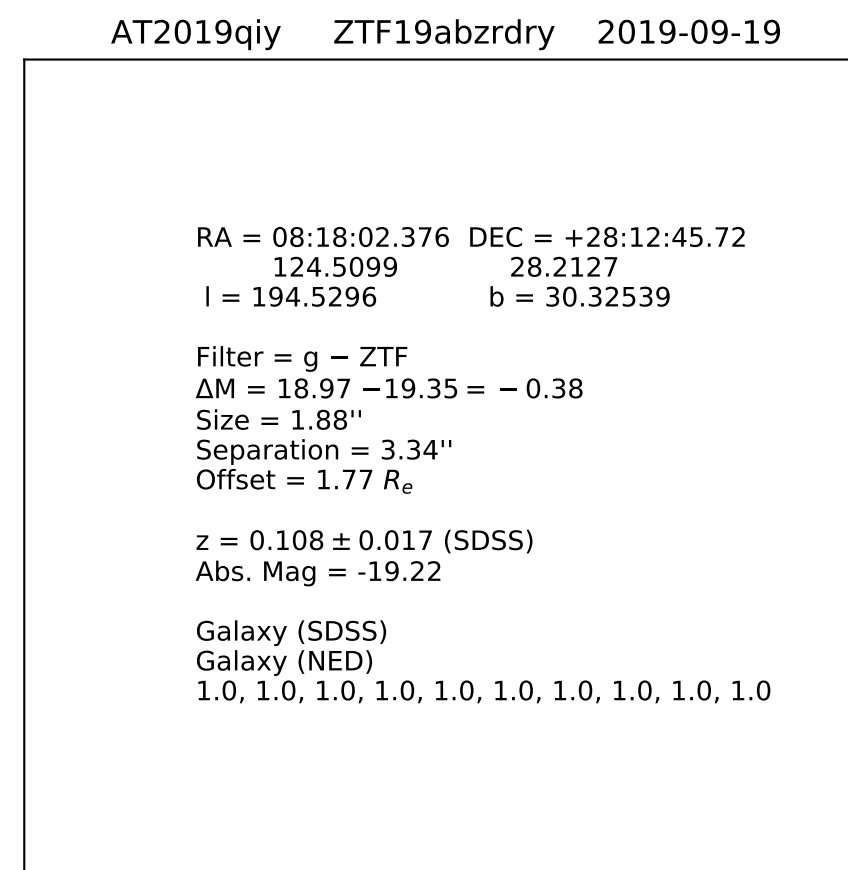 AT2019qiy ZTF19abzrdry 2019-09-19
RA = 08:18:02.376 DEC = +28:12:45.72
124.5099 28.2127
l = 194.5296 b = 30.32539
Filter = g − ZTF
ΔM = 18.97 −19.35 = − 0.38
Size = 1.88''
Separation = 3.34''
Offset = 1.77 Re
z = 0.108 ± 0.017 (SDSS)
Abs. Mag = -19.22
Galaxy (SDSS)
Galaxy (NED)
1.0, 1.0, 1.0, 1.0, 1.0, 1.0, 1.0, 1.0, 1.0, 1.0